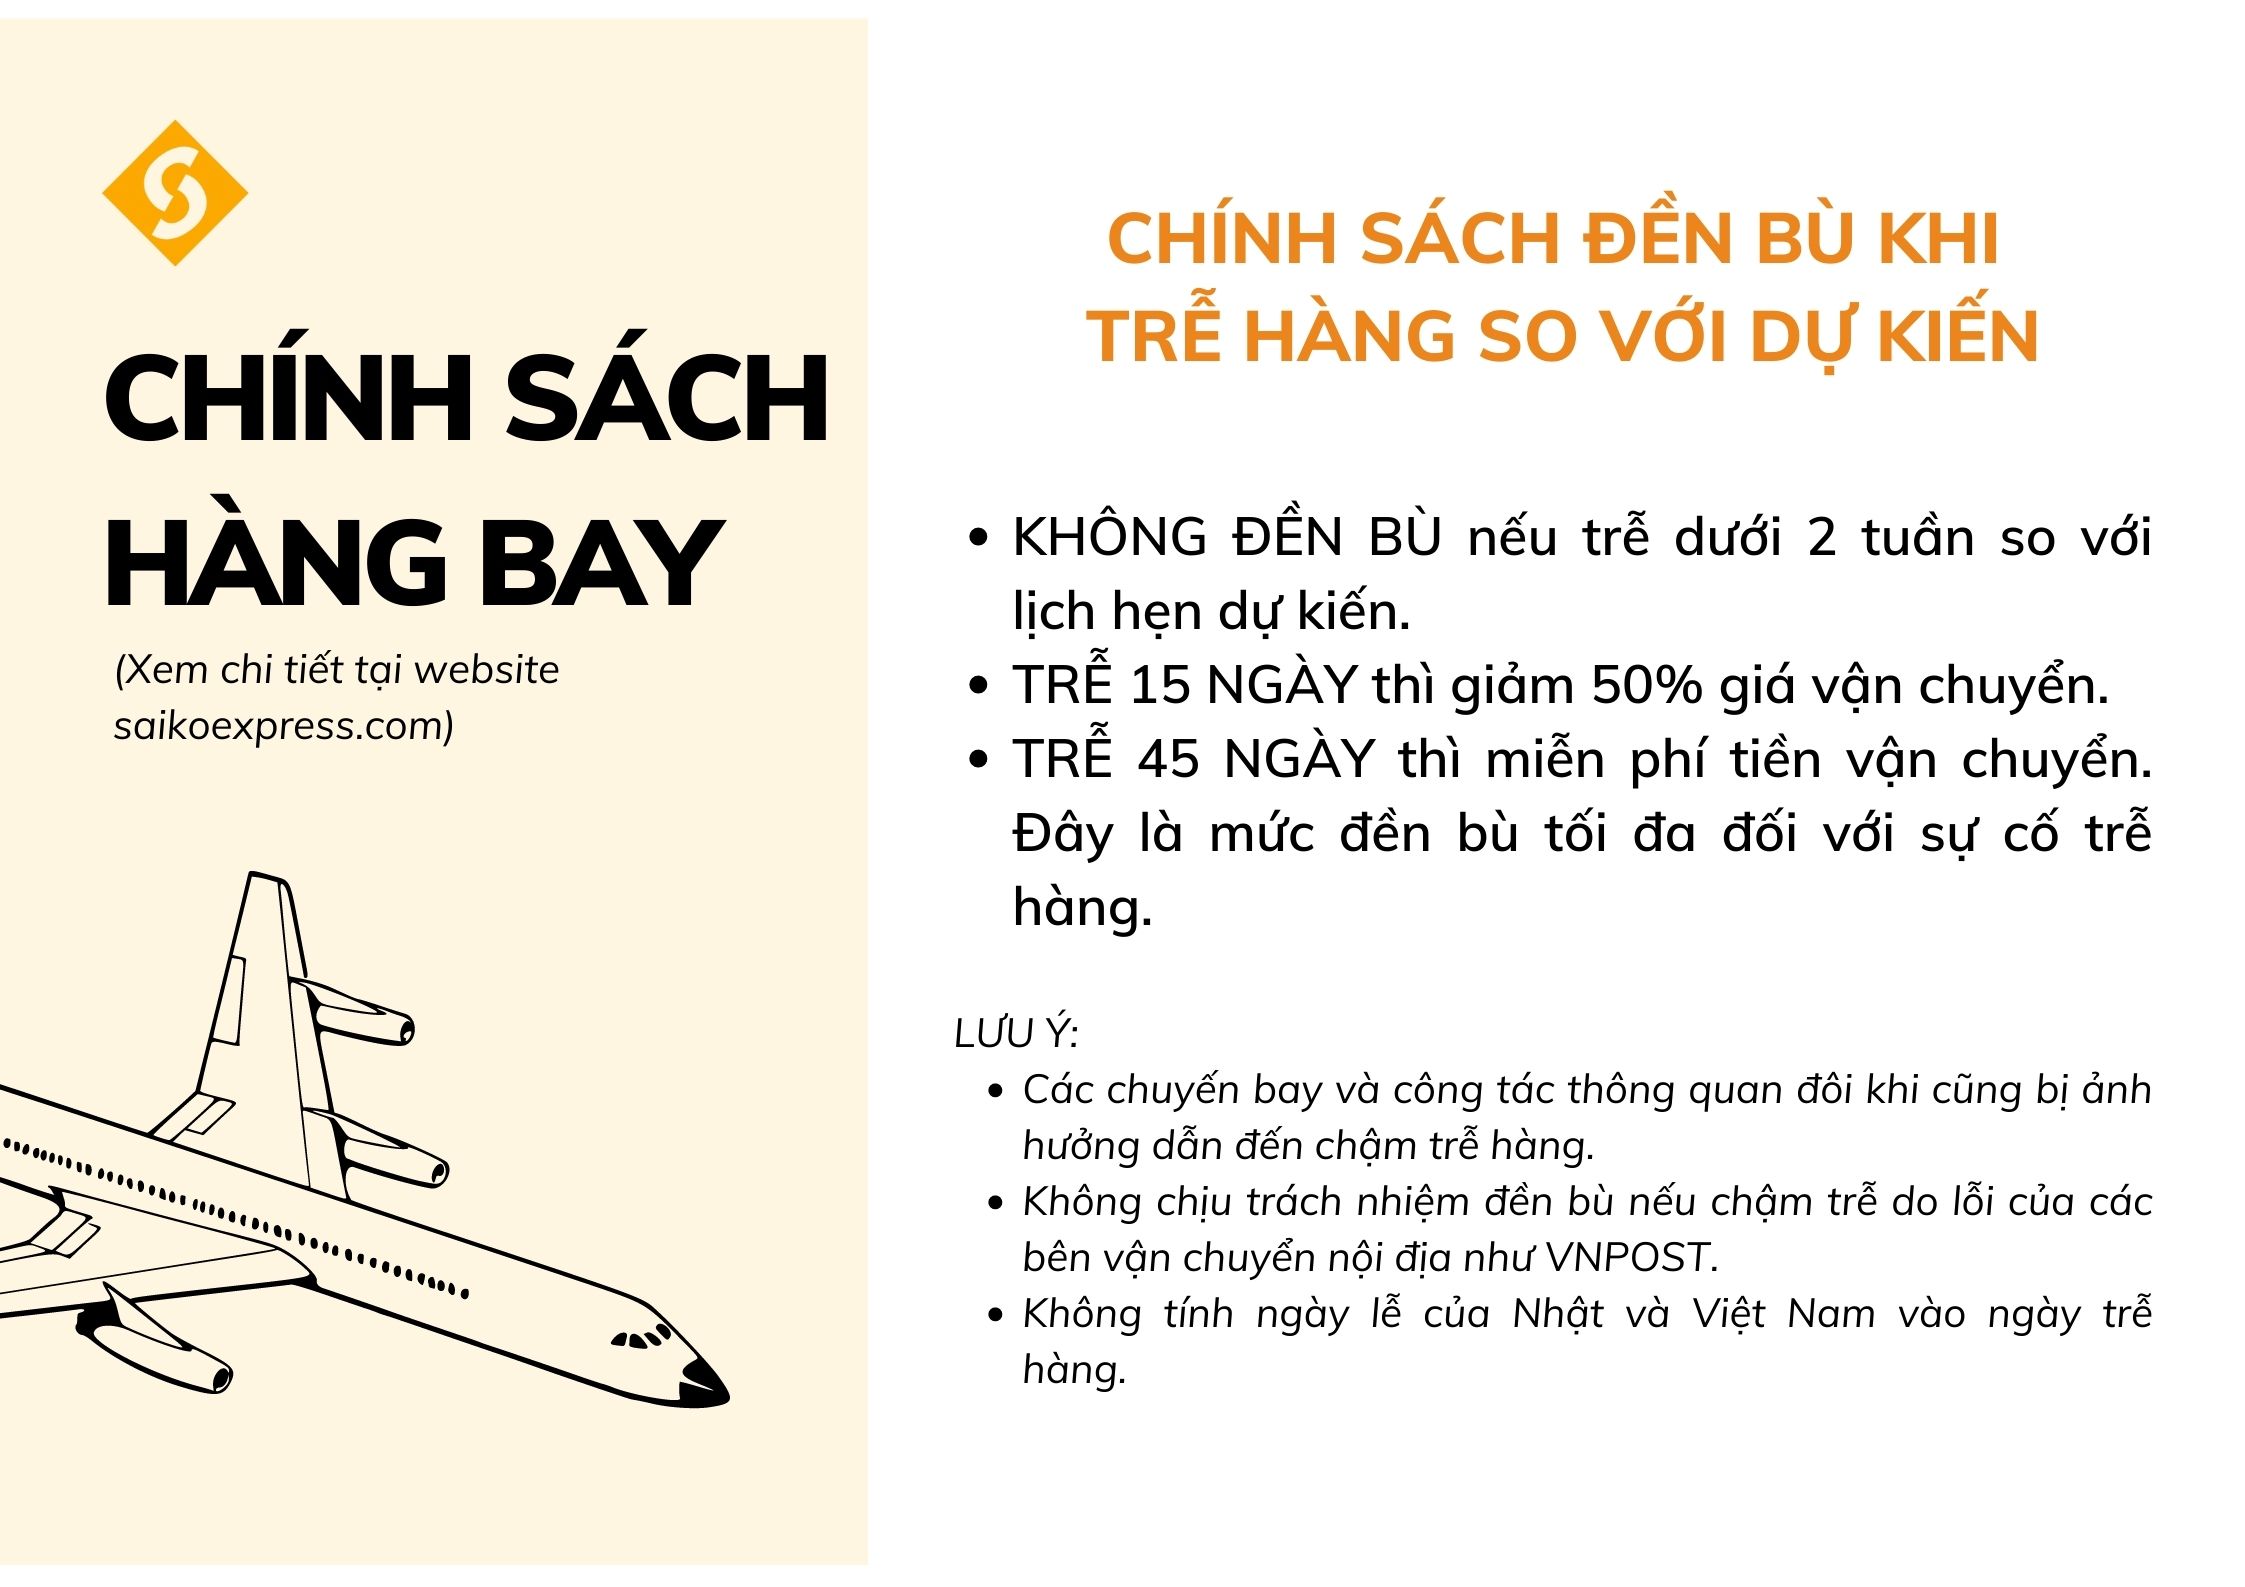 CHÍNH SÁCH
HÀNG BAY
(Xem chi tiết tại website
saikoexpress.com)
CHÍNH SÁCH ĐỀN BÙ KHI
TRỄ HÀNG SO VỚI DỰ KIẾN
• KHÔNG ĐỀN BÙ nếu trễ dưới 2 tuần so với
lịch hẹn dự kiến.
• TRỄ 15 NGÀY thì giảm 50% giá vận chuyển.
• TRỄ 45 NGÀY thì miễn phí tiền vận chuyển.
Đây là mức đền bù tối đa đối với sự cố trễ
hàng.
LƯU Ý:
• Các chuyến bay và công tác thông quan đôi khi cũng bị ảnh
hưởng dẫn đến chậm trễ hàng.
• Không chịu trách nhiệm đền bù nếu chậm trễ do lỗi của các
bên vận chuyển nội địa như VNPOST.
• Không tính ngày lễ của Nhật và Việt Nam vào ngày trễ
hàng.